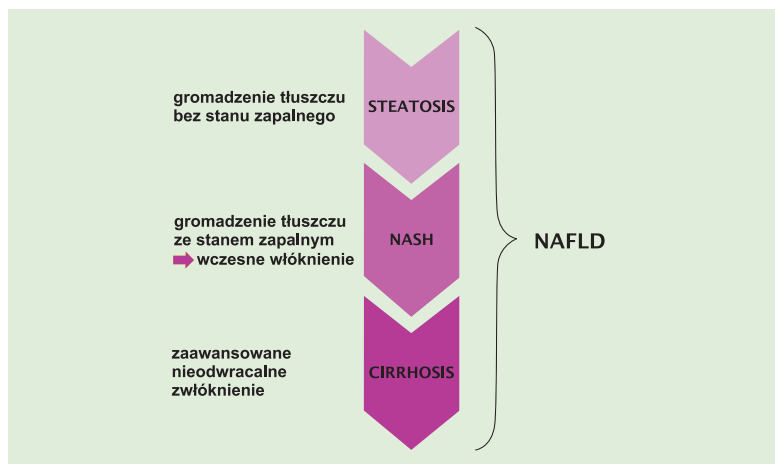 gromadzenie tłuszczu
bez stanu zapalnego
STEATOSIS
gromadzenie tłuszczu
ze stanem zapalnym
wczesne włóknienie
NASH
NAFLD
zaawansowane
nieodwracalne
zwłóknienie
CIRRHOSIS